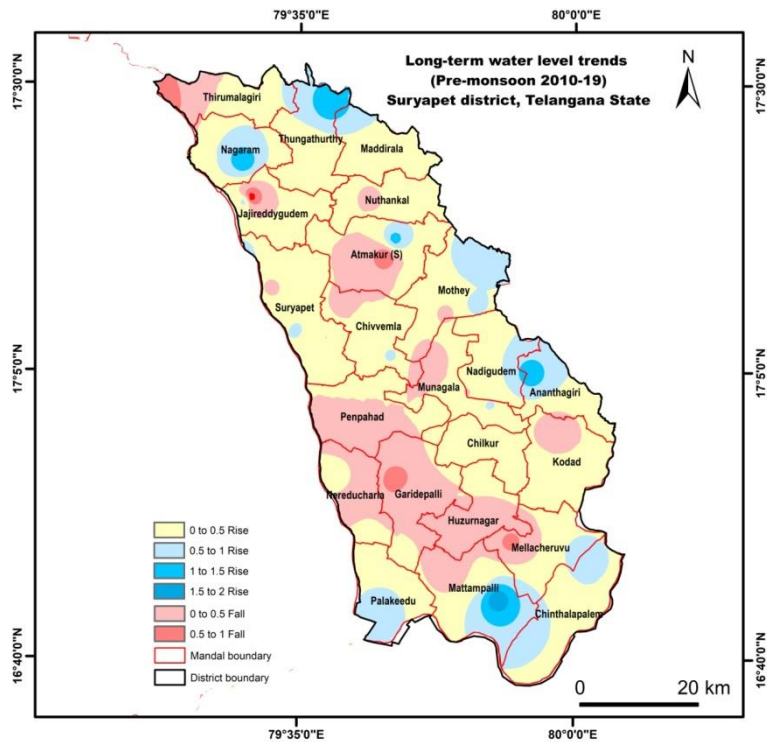 79°35'0"E
80°0'0"E
Long-term water level trends
(Pre-monsoon 2010-19)
Suryapet district, Telangana State
N
17°30'0"N
17°30'0"N
Thirumalagiri
Thungathurthy
Nagaram
Maddirala
Jajireddygudem
Nuthankal
Atmakur (S)
Mothey
Suryapet
Chivvemla
17°5'0"N
17°5'0"N
Nadigudem
Munagala
Ananthagiri
Penpahad
Chilkur
Kodad
Nereducharla
Garidepalli
Huzurnagar
Mellacheruvu
Mattampalli
Palakeedu
Chinthalapalem
0 to 0.5 Rise
0.5 to 1 Rise
1 to 1.5 Rise
1.5 to 2 Rise
0 to 0.5 Fall
0.5 to 1 Fall
Mandal boundary
District boundary
16°40'0"N
16°40'0"N
0 20 km
79°35'0"E
80°0'0"E